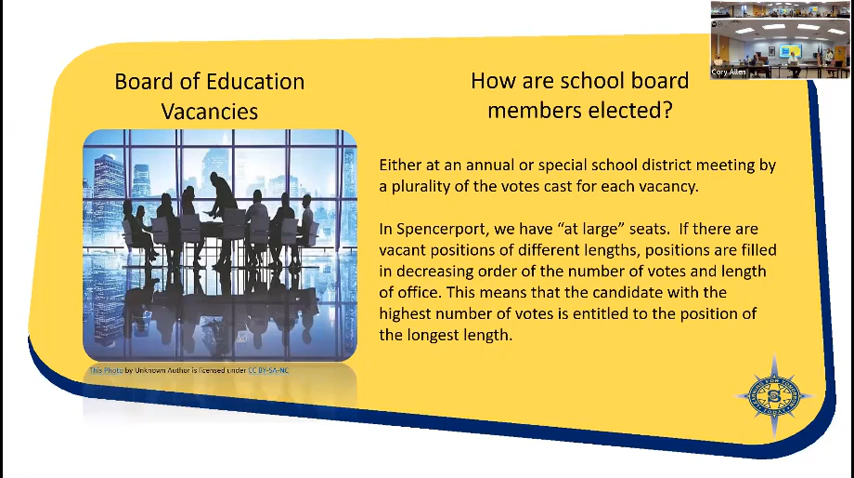 Board of Education
Vacancies
How are school board
members elected?
Either at an annual or special school district meeting by
a plurality of the votes cast for each vacancy.
In Spencerport, we have “at large” seats.  If there are
vacant positions of different lengths, positions are filled
in decreasing order of the number of votes and length
of office. This means that the candidate with the
highest number of votes is entitled to the position of
the longest length.
This Photo by Unknown Author is licensed under CC BY-SA-NC
Cory Allen